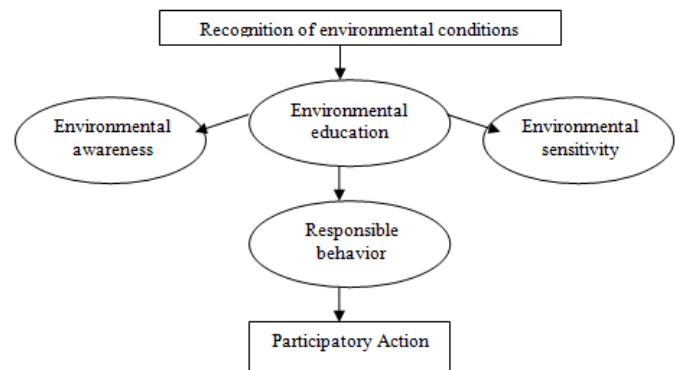 Recognition of environmental conditions
Environmental
education
Environmental
awareness
Environmental
sensitivity
Responsible
behavior
Participatory Action